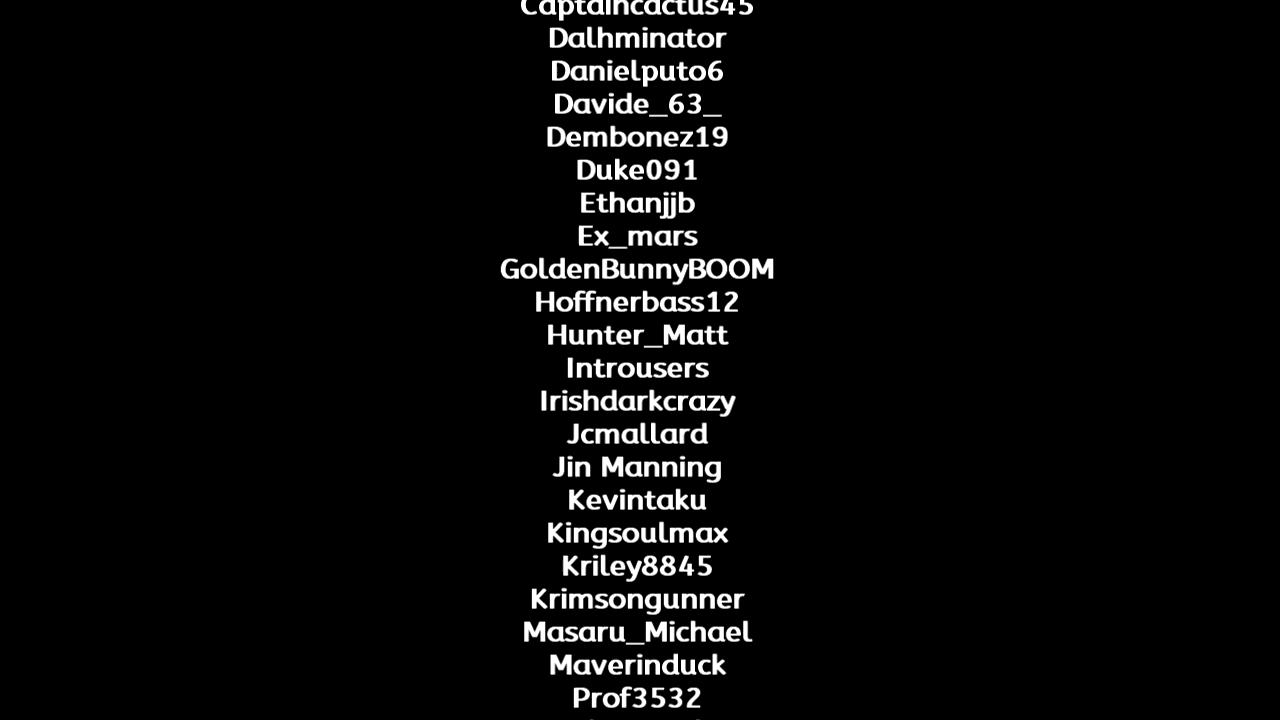 Captaincactus45
Dalhminator
Danielputo6
Davide_63_
Dembonez19
Duke091
Ethanjjb
Ex_mars
GoldenBunnyBOOM
Hoffnerbass12
Hunter_Matt
Introusers
Irishdarkcrazy
Jcmallard
Jin Manning
Kevintaku
Kingsoulmax
Kriley8845
Krimsongunner
Masaru_Michael
Maverinduck
Prof3532